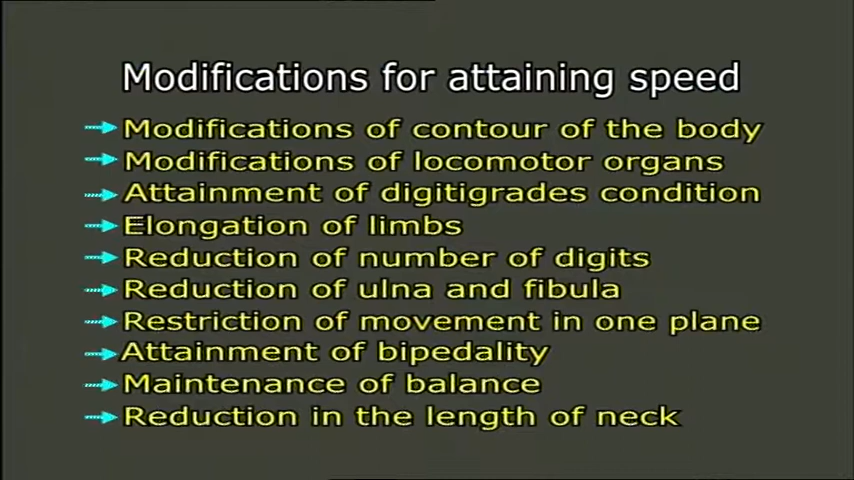 Modifications for attaining speed
Modifications of contour of the body
Modifications of locomotor organs
Attainment of digitigrades condition
Elongation of limbs
Reduction of number of digits
Reduction of ulna and fibula
Restriction of movement in one plane
Attainment of bipedality
Maintenance of balance
Reduction in the length of neck